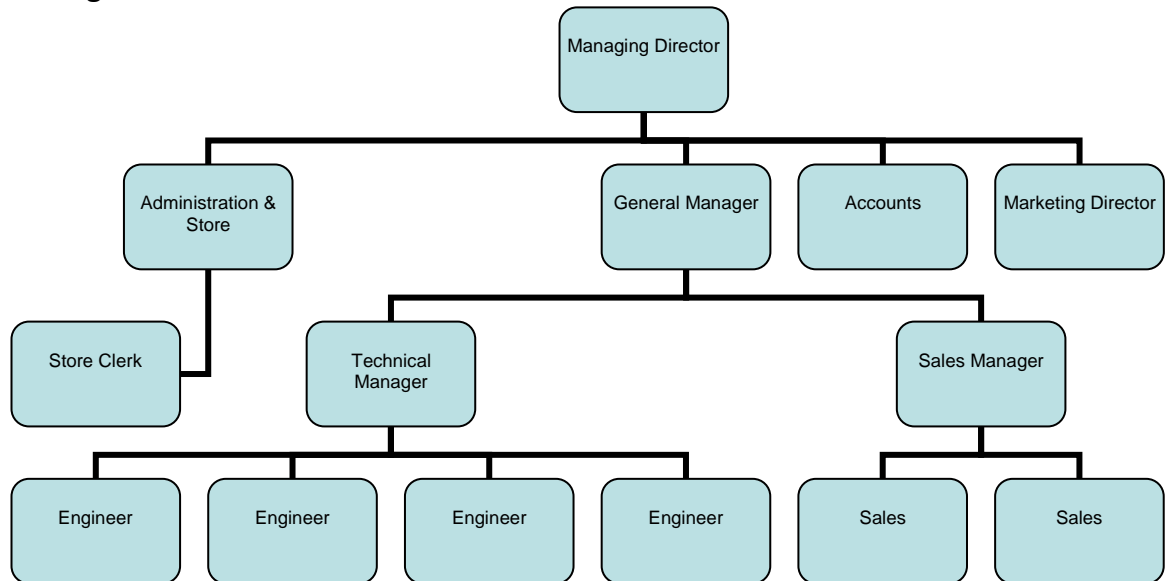 Managing Director
Administration &
Store
General Manager
Accounts
Marketing Director
Store Clerk
Technical
Manager
Sales Manager
Engineer
Engineer
Engineer
Engineer
Sales
Sales